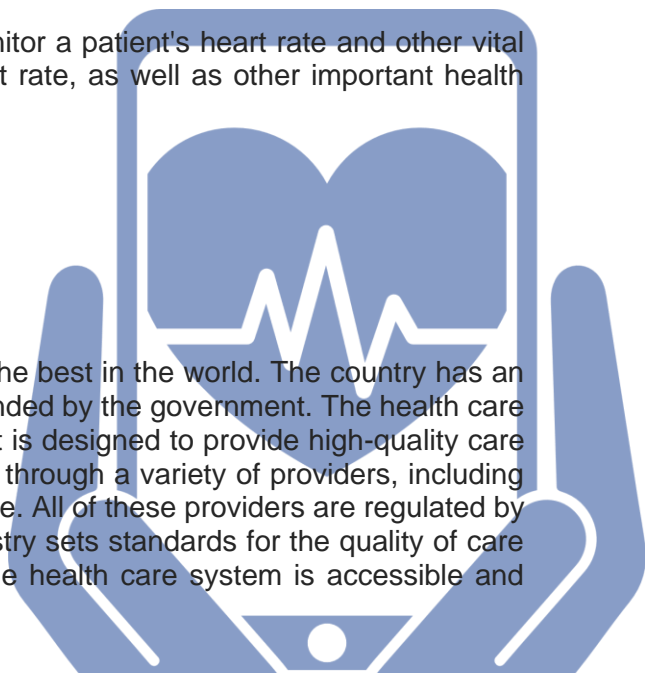 nitor a patient's heart rate and other vital
t rate, as well as other important health
he best in the world. The country has an
nded by the government. The health care
t is designed to provide high-quality care
through a variety of providers, including
e. All of these providers are regulated by
stry sets standards for the quality of care
e health care system is accessible and